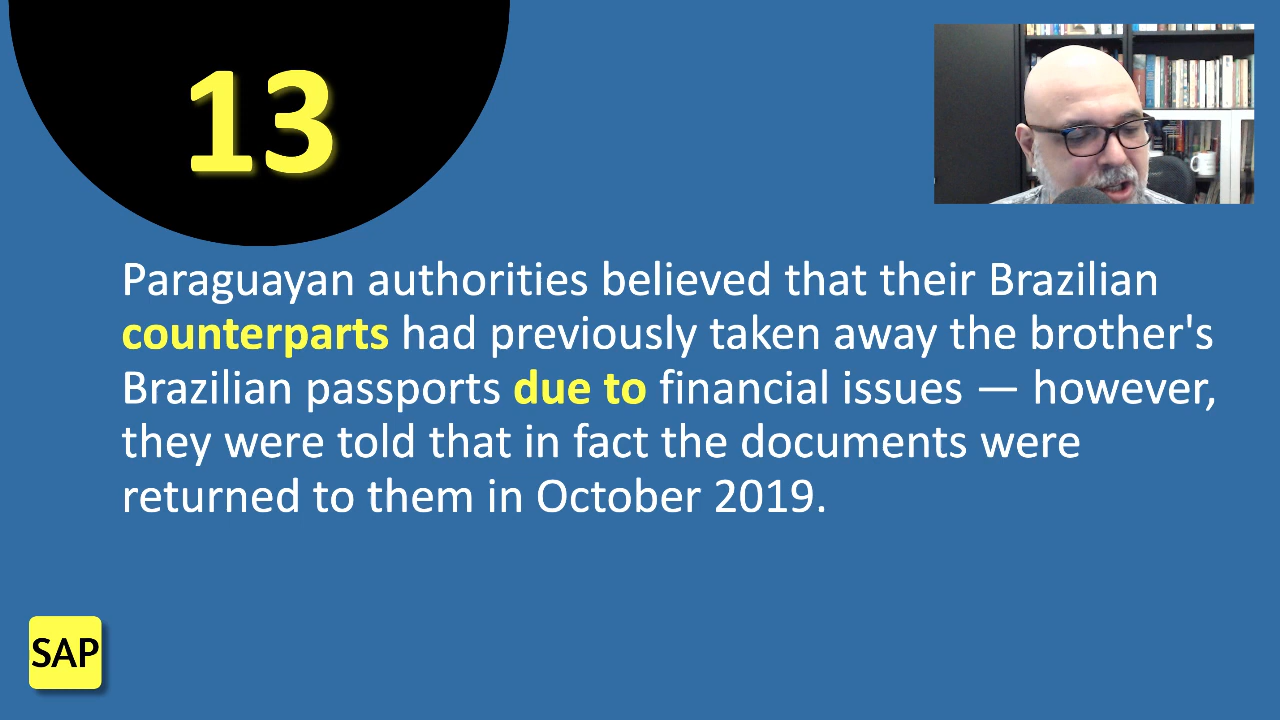 13
Paraguayan authorities believed that their Brazilian
counterparts had previously taken away the brother's
Brazilian passports due to financial issues — however,
they were told that in fact the documents were
returned to them in October 2019.
SAP